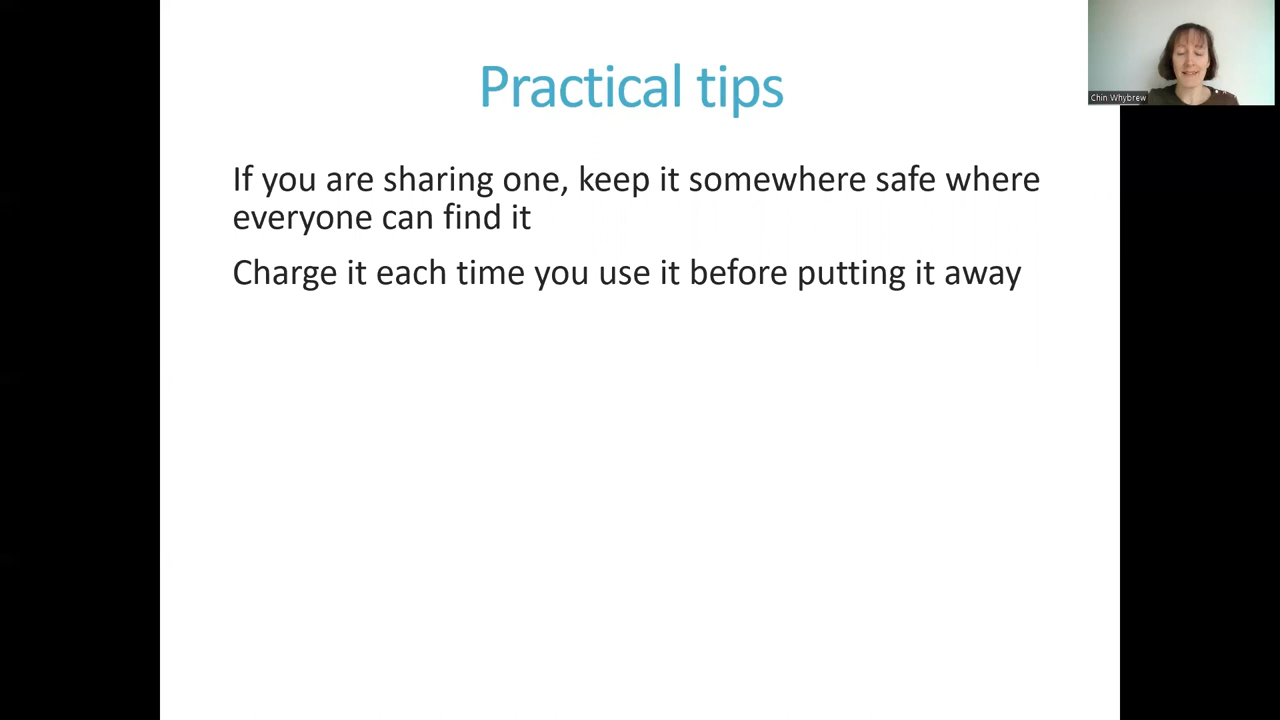 Practical tips
Chin Whybrew
If you are sharing one, keep it somewhere safe where
everyone can find it
Charge it each time you use it before putting it away